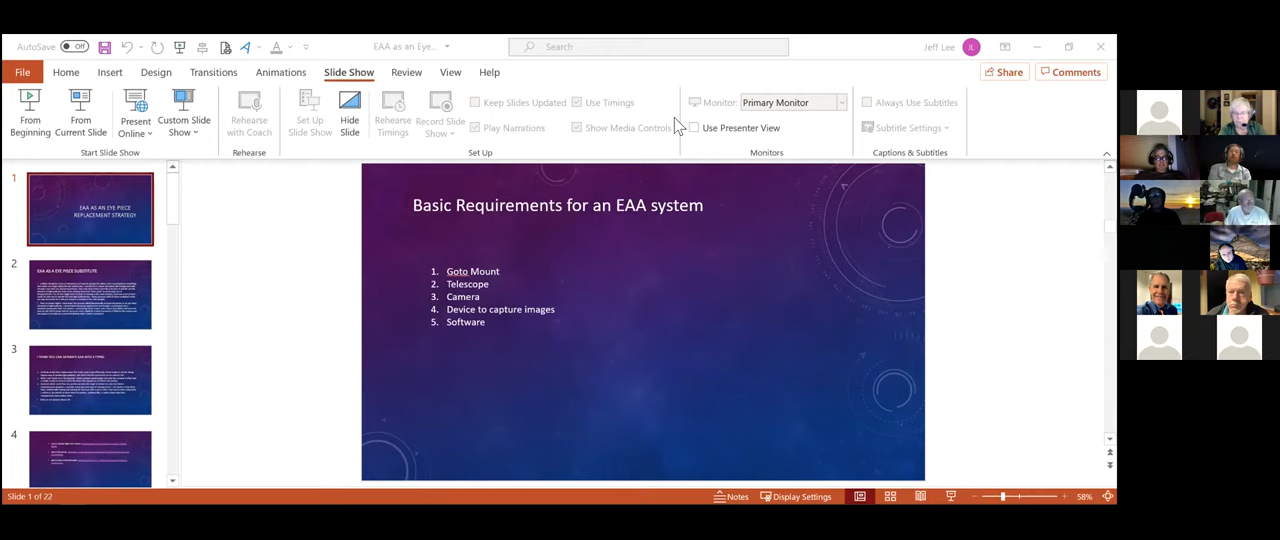 AutoSave Off EAA as an Eye... Search Jeff Lee JL
File Home Insert Design Transitions Animations Slide Show Review View Help Share Comments
From Beginning
From Current Slide
Present Online
Custom Slide Show
Start Slide Show
Rehearse with Coach
Rehearse
Set Up Slide Show
Hide Slide
Rehearse Timings
Record Slide Show
Keep Slides Updated
Play Narrations
Use Timings
Show Media Controls
Set Up
Monitor: Primary Monitor
Use Presenter View
Monitors
Always Use Subtitles
Subtitle Settings
Captions & Subtitles
1
EAA AS AN EYE PIECE
REPLACEMENT STRATEGY
2
EAA AS A EYE PIECE SUBSTITUTE
3
4
Basic Requirements for an EAA system
1. Goto Mount
2. Telescope
3. Camera
4. Device to capture images
5. Software
Slide 1 of 22 Notes Display Settings 58%